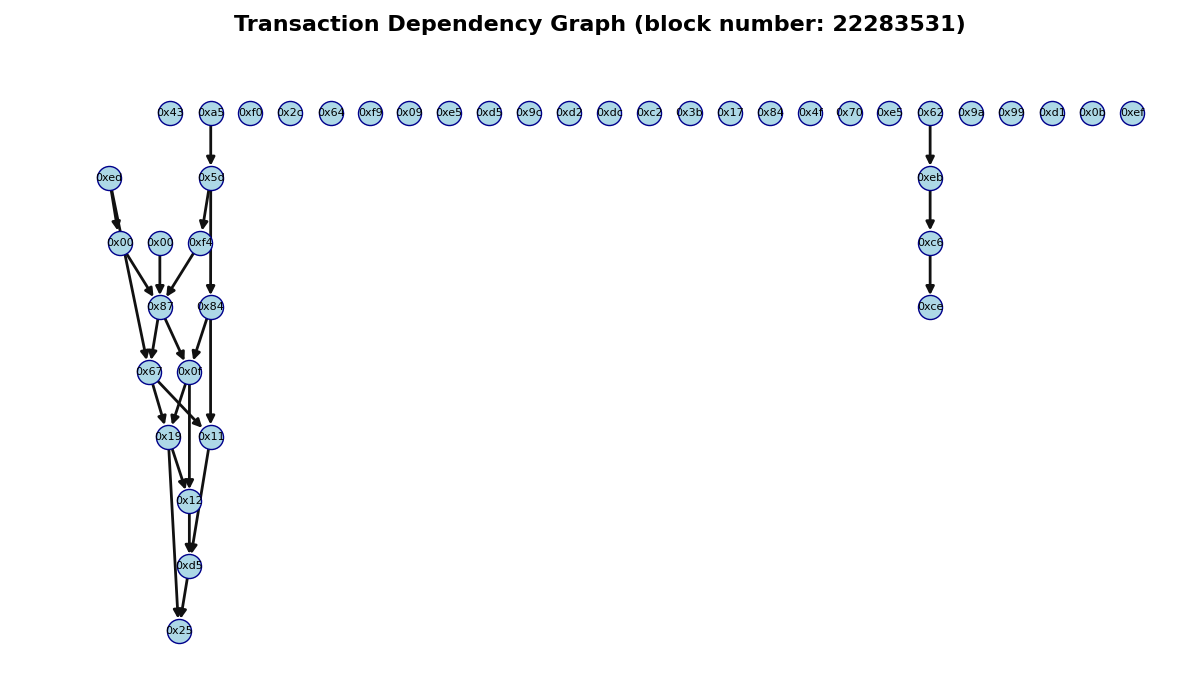 Transaction Dependency Graph (block number: 22283531)
0x43 0xa5 0xf0 0x2c 0x64 0xf9 0x09 0xe5 0xd5 0x9c 0xd2 0xdc 0xc2 0x3b 0x17 0x84 0x4f 0x70 0xe5 0x62 0x9a 0x99 0xd1 0x0b 0xef
0xed 0x5d 0xeb
0x00 0x00 0xf4 0xc6
0x87 0x84 0xce
0x67 0x0f
0x19 0x11
0x12
0xd5
0x25